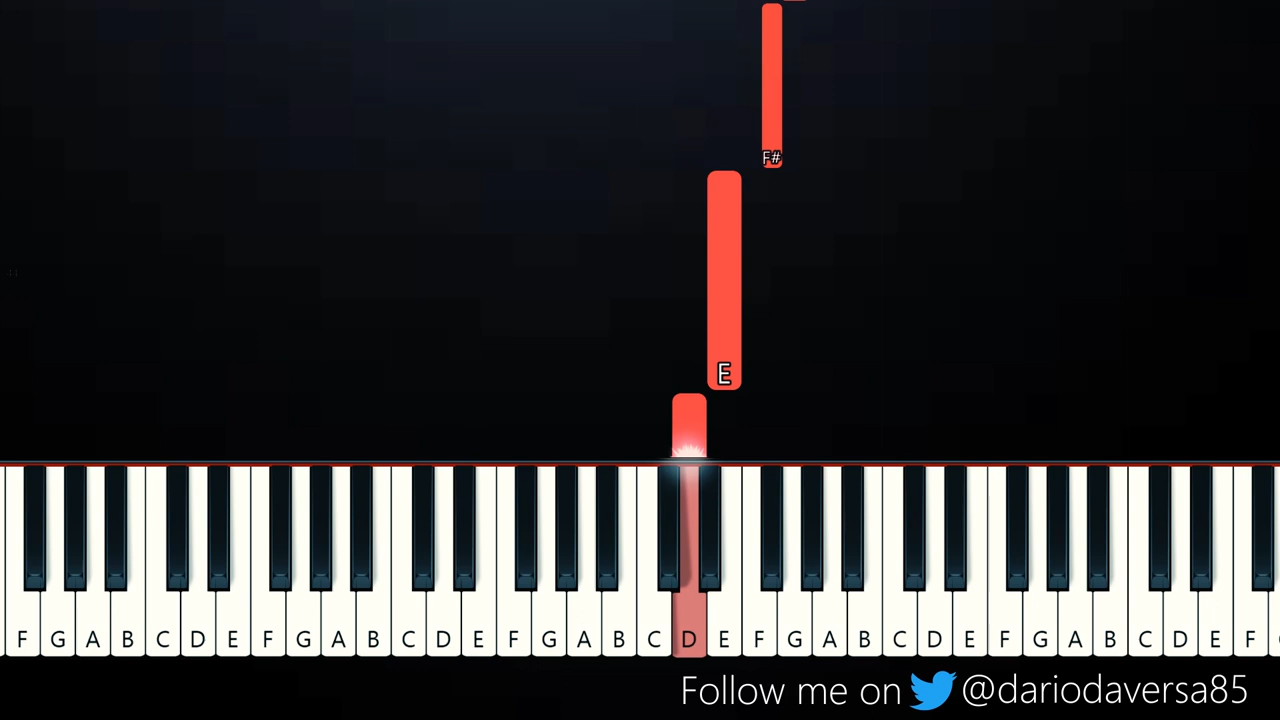 F#
E
F G A B C D E F G A B C D E F G A B C D E F G A B C D E F G A B C D E F
Follow me on @dariodaversa85